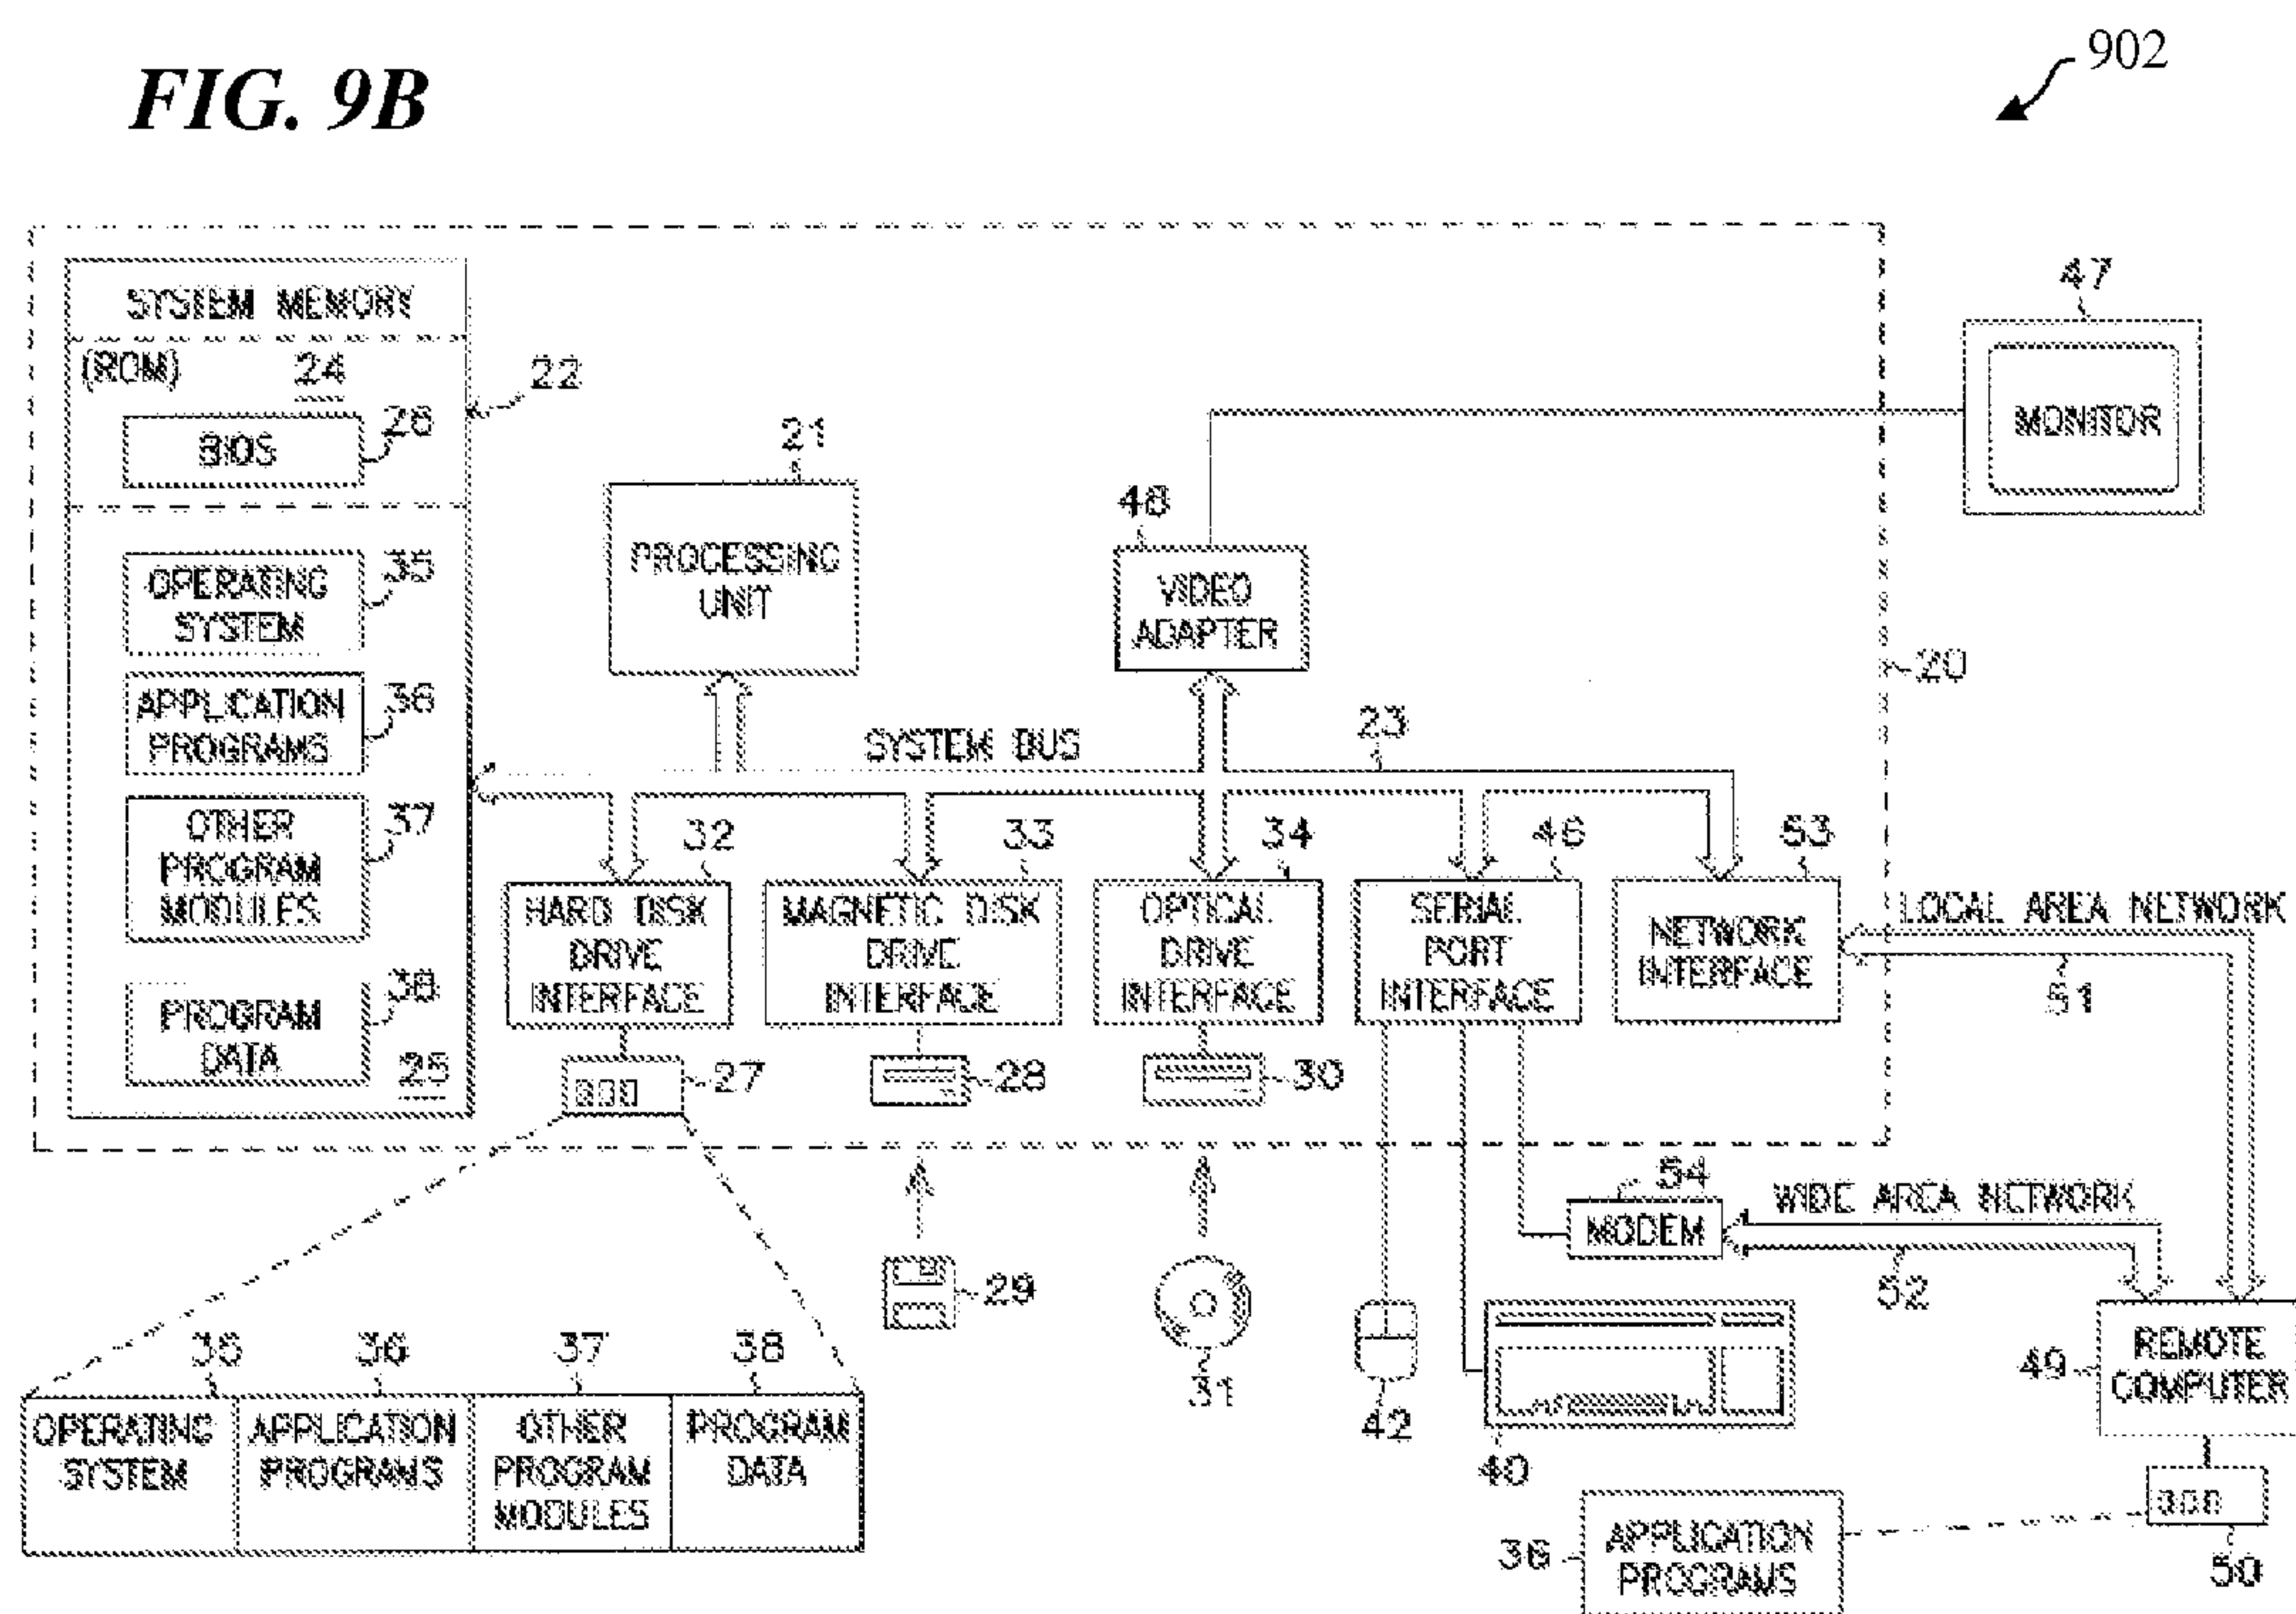 FIG. 9B
902
SYSTEM MEMORY
(ROM)
24
22
BIOS
26
OPERATING
SYSTEM
35
APPLICATION
PROGRAMS
36
OTHER
PROGRAM
MODULES
37
PROGRAM
DATA
38
25
21
PROCESSING
UNIT
48
VIDEO
ADAPTER
47
MONITOR
20
SYSTEM BUS
23
32
HARD DISK
DRIVE
INTERFACE
33
MAGNETIC DISK
DRIVE
INTERFACE
34
OPTICAL
DRIVE
INTERFACE
46
SERIAL
PORT
INTERFACE
53
NETWORK
INTERFACE
LOCAL AREA NETWORK
51
27
28
30
54
MODEM
WIDE AREA NETWORK
52
29
31
42
40
49
REMOTE
COMPUTER
50
35
OPERATING
SYSTEM
36
APPLICATION
PROGRAMS
37
OTHER
PROGRAM
MODULES
38
PROGRAM
DATA
36
APPLICATION
PROGRAMS